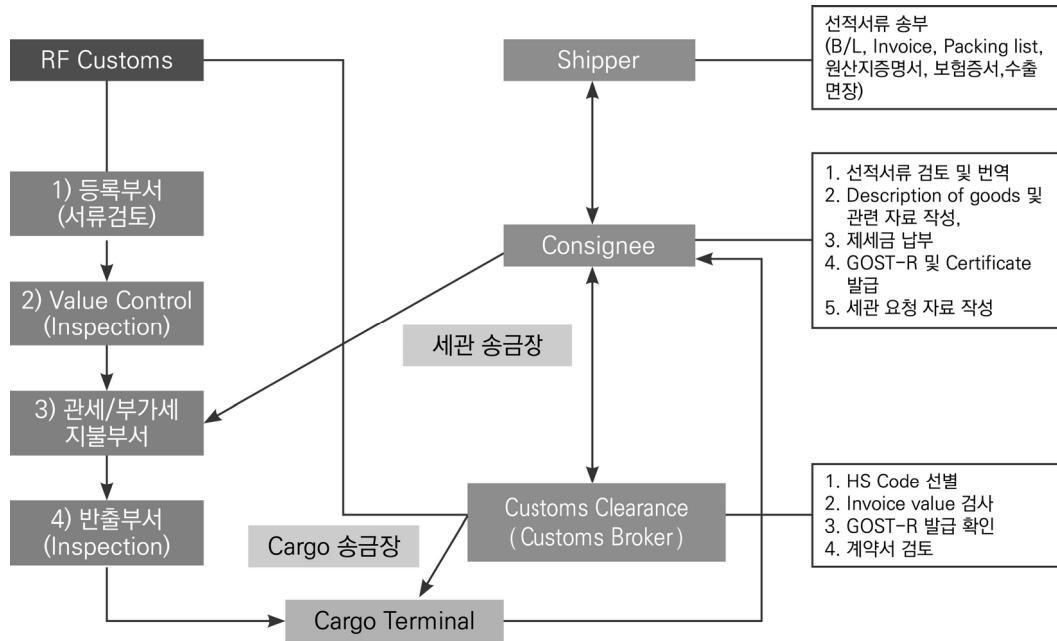 RF Customs
1) 등록부서
(서류검토)
2) Value Control
(Inspection)
3) 관세/부가세
지불부서
4) 반출부서
(Inspection)
Shipper
Consignee
세관 송금장
Customs Clearance
( Customs Broker )
Cargo 송금장
Cargo Terminal
선적서류 송부
(B/L, Invoice, Packing list,
원산지증명서, 보험증서,수출
면장)
1. 선적서류 검토 및 번역
2. Description of goods 및
관련 자료 작성,
3. 제세금 납부
4. GOST-R 및 Certificate
발급
5. 세관 요청 자료 작성
1. HS Code 선별
2. Invoice value 검사
3. GOST-R 발급 확인
4. 계약서 검토